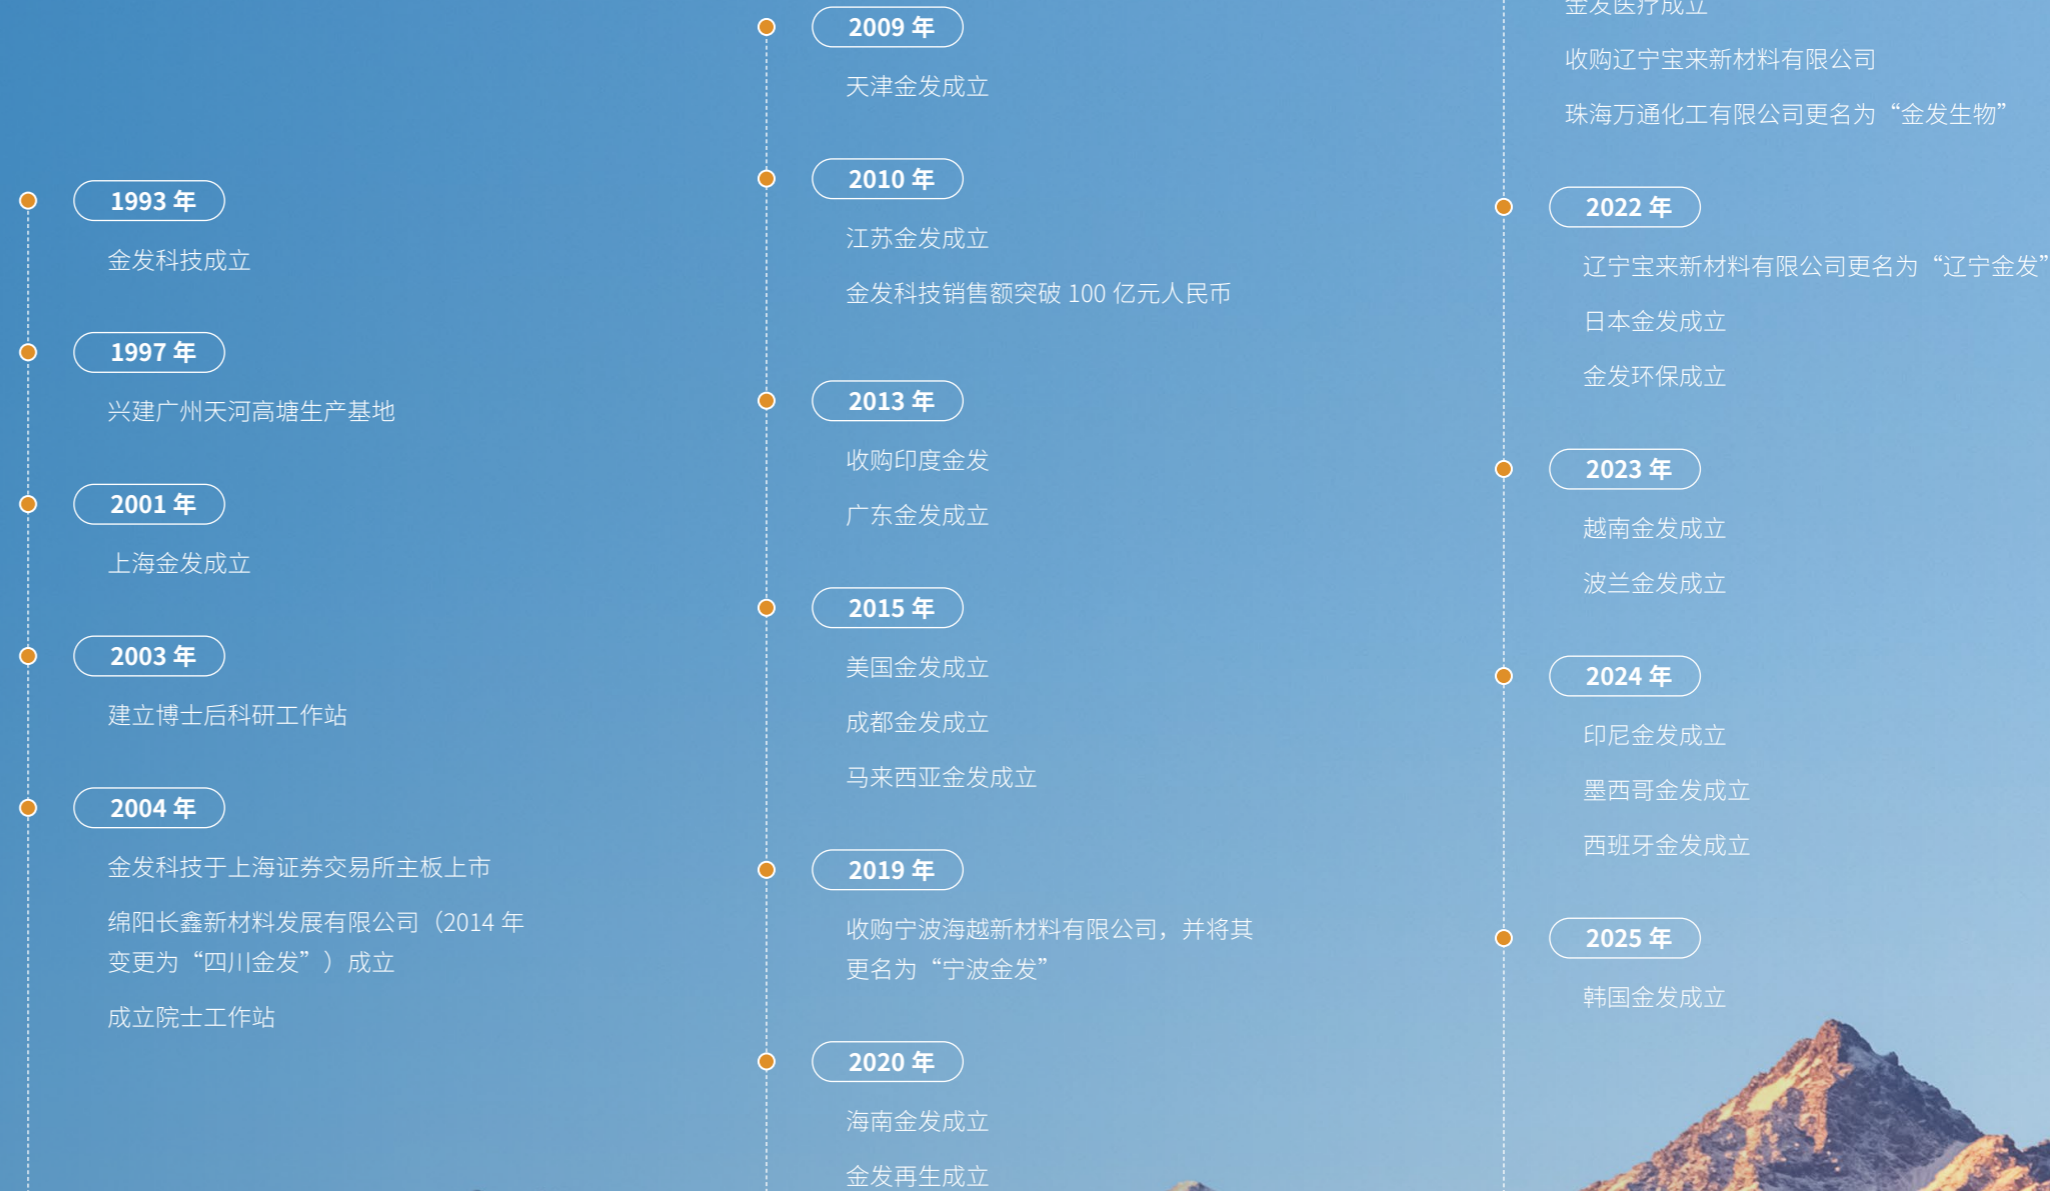 1993 年
金发科技成立
1997 年
兴建广州天河高塘生产基地
2001 年
上海金发成立
2003 年
建立博士后科研工作站
2004 年
金发科技于上海证券交易所主板上市
绵阳长鑫新材料发展有限公司（2014 年
变更为“四川金发”）成立
成立院士工作站
2009 年
天津金发成立
2010 年
江苏金发成立
金发科技销售额突破 100 亿元人民币
2013 年
收购印度金发
广东金发成立
2015 年
美国金发成立
成都金发成立
马来西亚金发成立
2019 年
收购宁波海越新材料有限公司，并将其
更名为“宁波金发”
2020 年
海南金发成立
金发再生成立
金发医疗成立
收购辽宁宝来新材料有限公司
珠海万通化工有限公司更名为“金发生物”
2022 年
辽宁宝来新材料有限公司更名为“辽宁金发”
日本金发成立
金发环保成立
2023 年
越南金发成立
波兰金发成立
2024 年
印尼金发成立
墨西哥金发成立
西班牙金发成立
2025 年
韩国金发成立